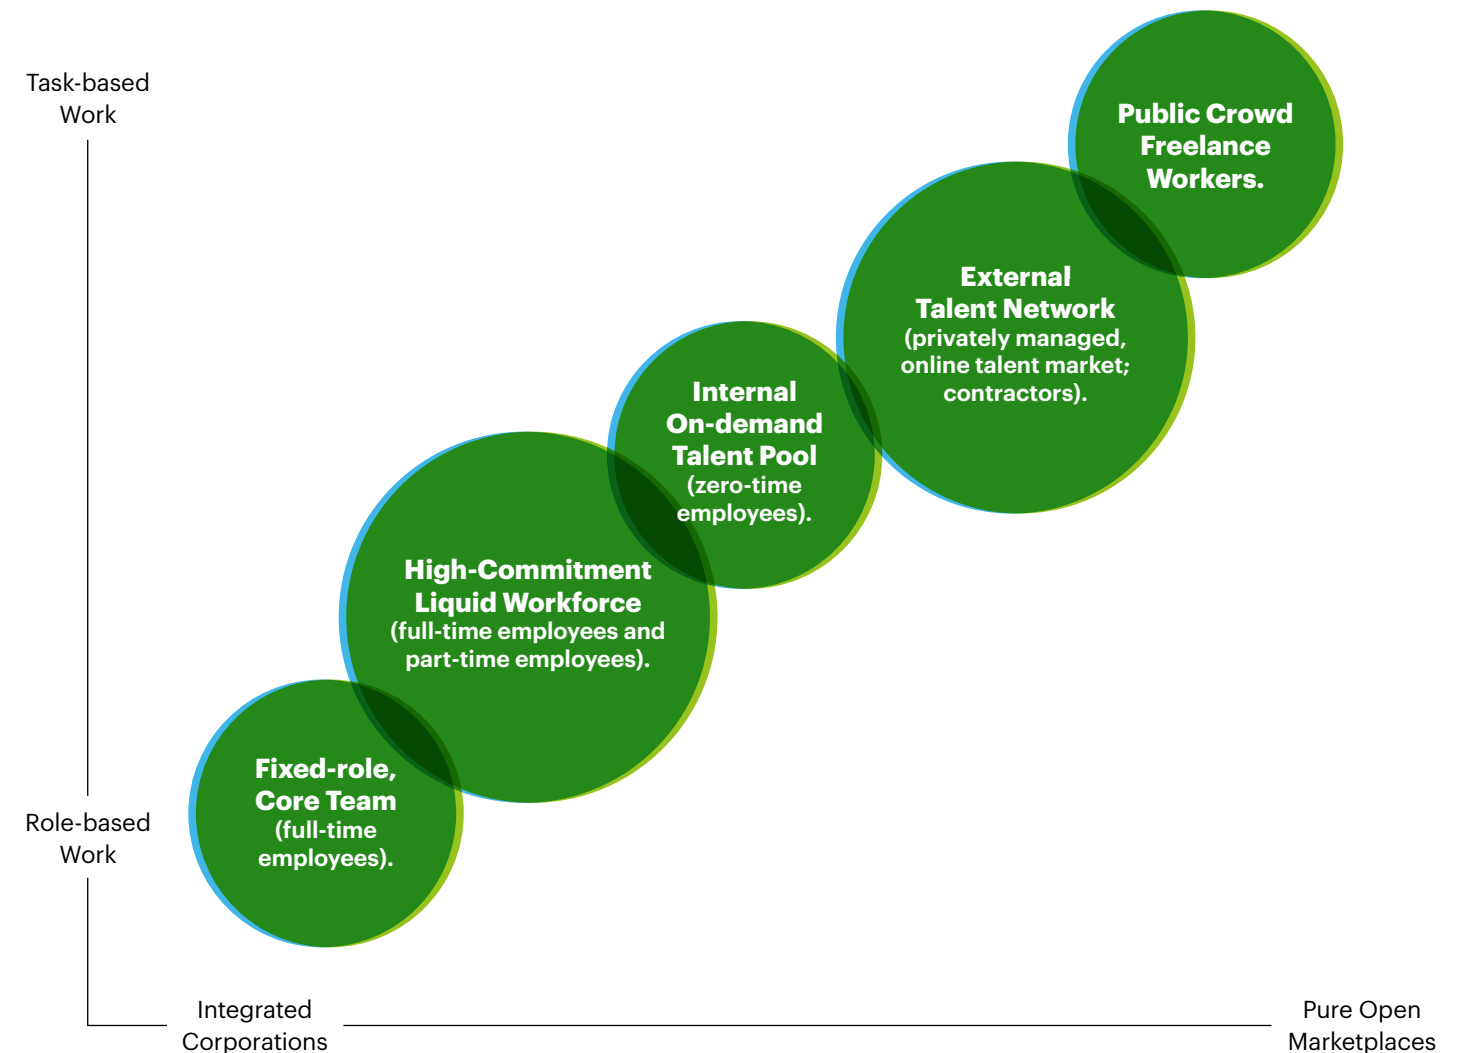 Task-based
Work
Public Crowd
Freelance
Workers.
External
Talent Network
(privately managed,
online talent market;
contractors).
Internal
On-demand
Talent Pool
(zero-time
employees).
High-Commitment
Liquid Workforce
(full-time employees and
part-time employees).
Fixed-role,
Core Team
(full-time
employees).
Role-based
Work
Integrated
Corporations
Pure Open
Marketplaces